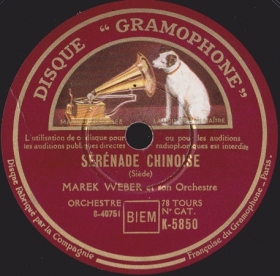 DISQUE "GRAMOPHONE"
L'utilisation de ce disque pour ou pour les auditions
les auditions publiques directes radiophoniques est interdite
SÉRÉNADE CHINOISE
(Siède)
MAREK WEBER et son Orchestre
ORCHESTRE 78 TOURS
8-40751 BIEM Nº CAT.
K-5850
Disque Fabriqué par la Compagnie Française du Gramophone - Paris.